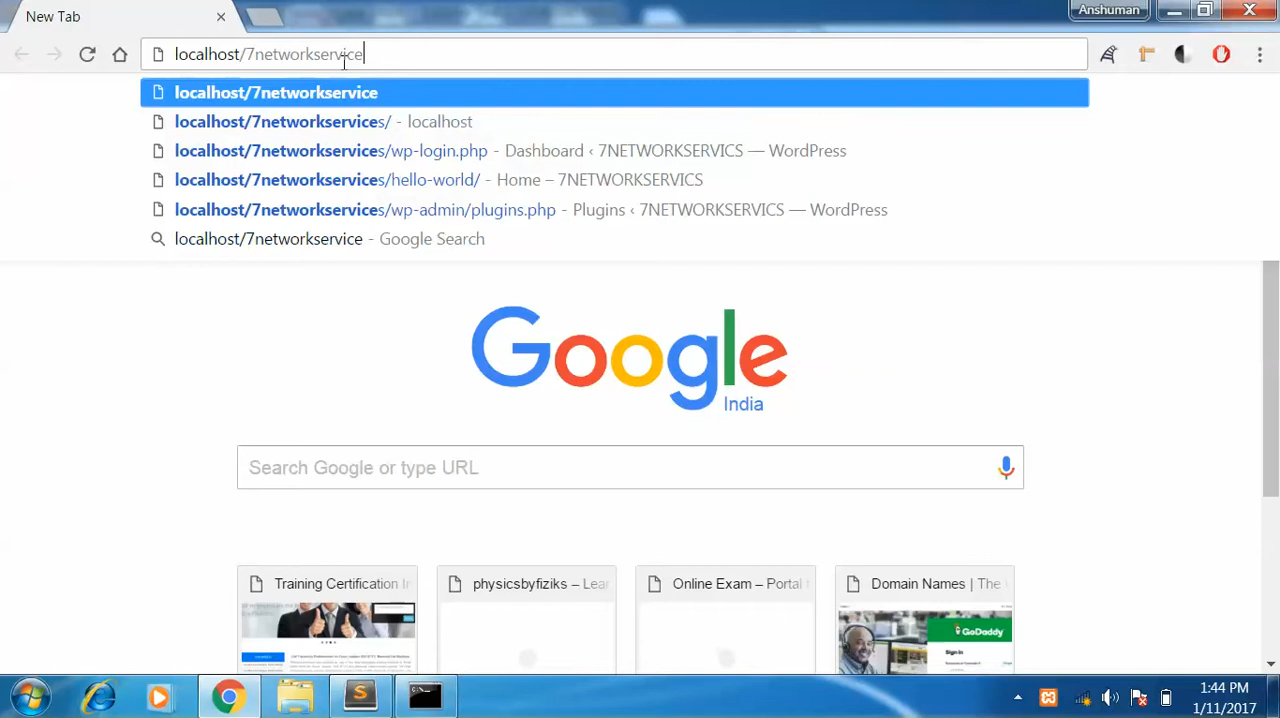 New Tab
Anshuman
localhost/7networkservice
localhost/7networkservice
localhost/7networkservices/ - localhost
localhost/7networkservices/wp-login.php - Dashboard ‹ 7NETWORKSERVICS — WordPress
localhost/7networkservices/hello-world/ - Home – 7NETWORKSERVICS
localhost/7networkservices/wp-admin/plugins.php - Plugins ‹ 7NETWORKSERVICS — WordPress
localhost/7networkservice - Google Search
Google
India
Search Google or type URL
Training Certification
physicsbyfiziks – Lear
Online Exam – Portal
Domain Names | The
GoDaddy
Sign in
1:44 PM
1/11/2017